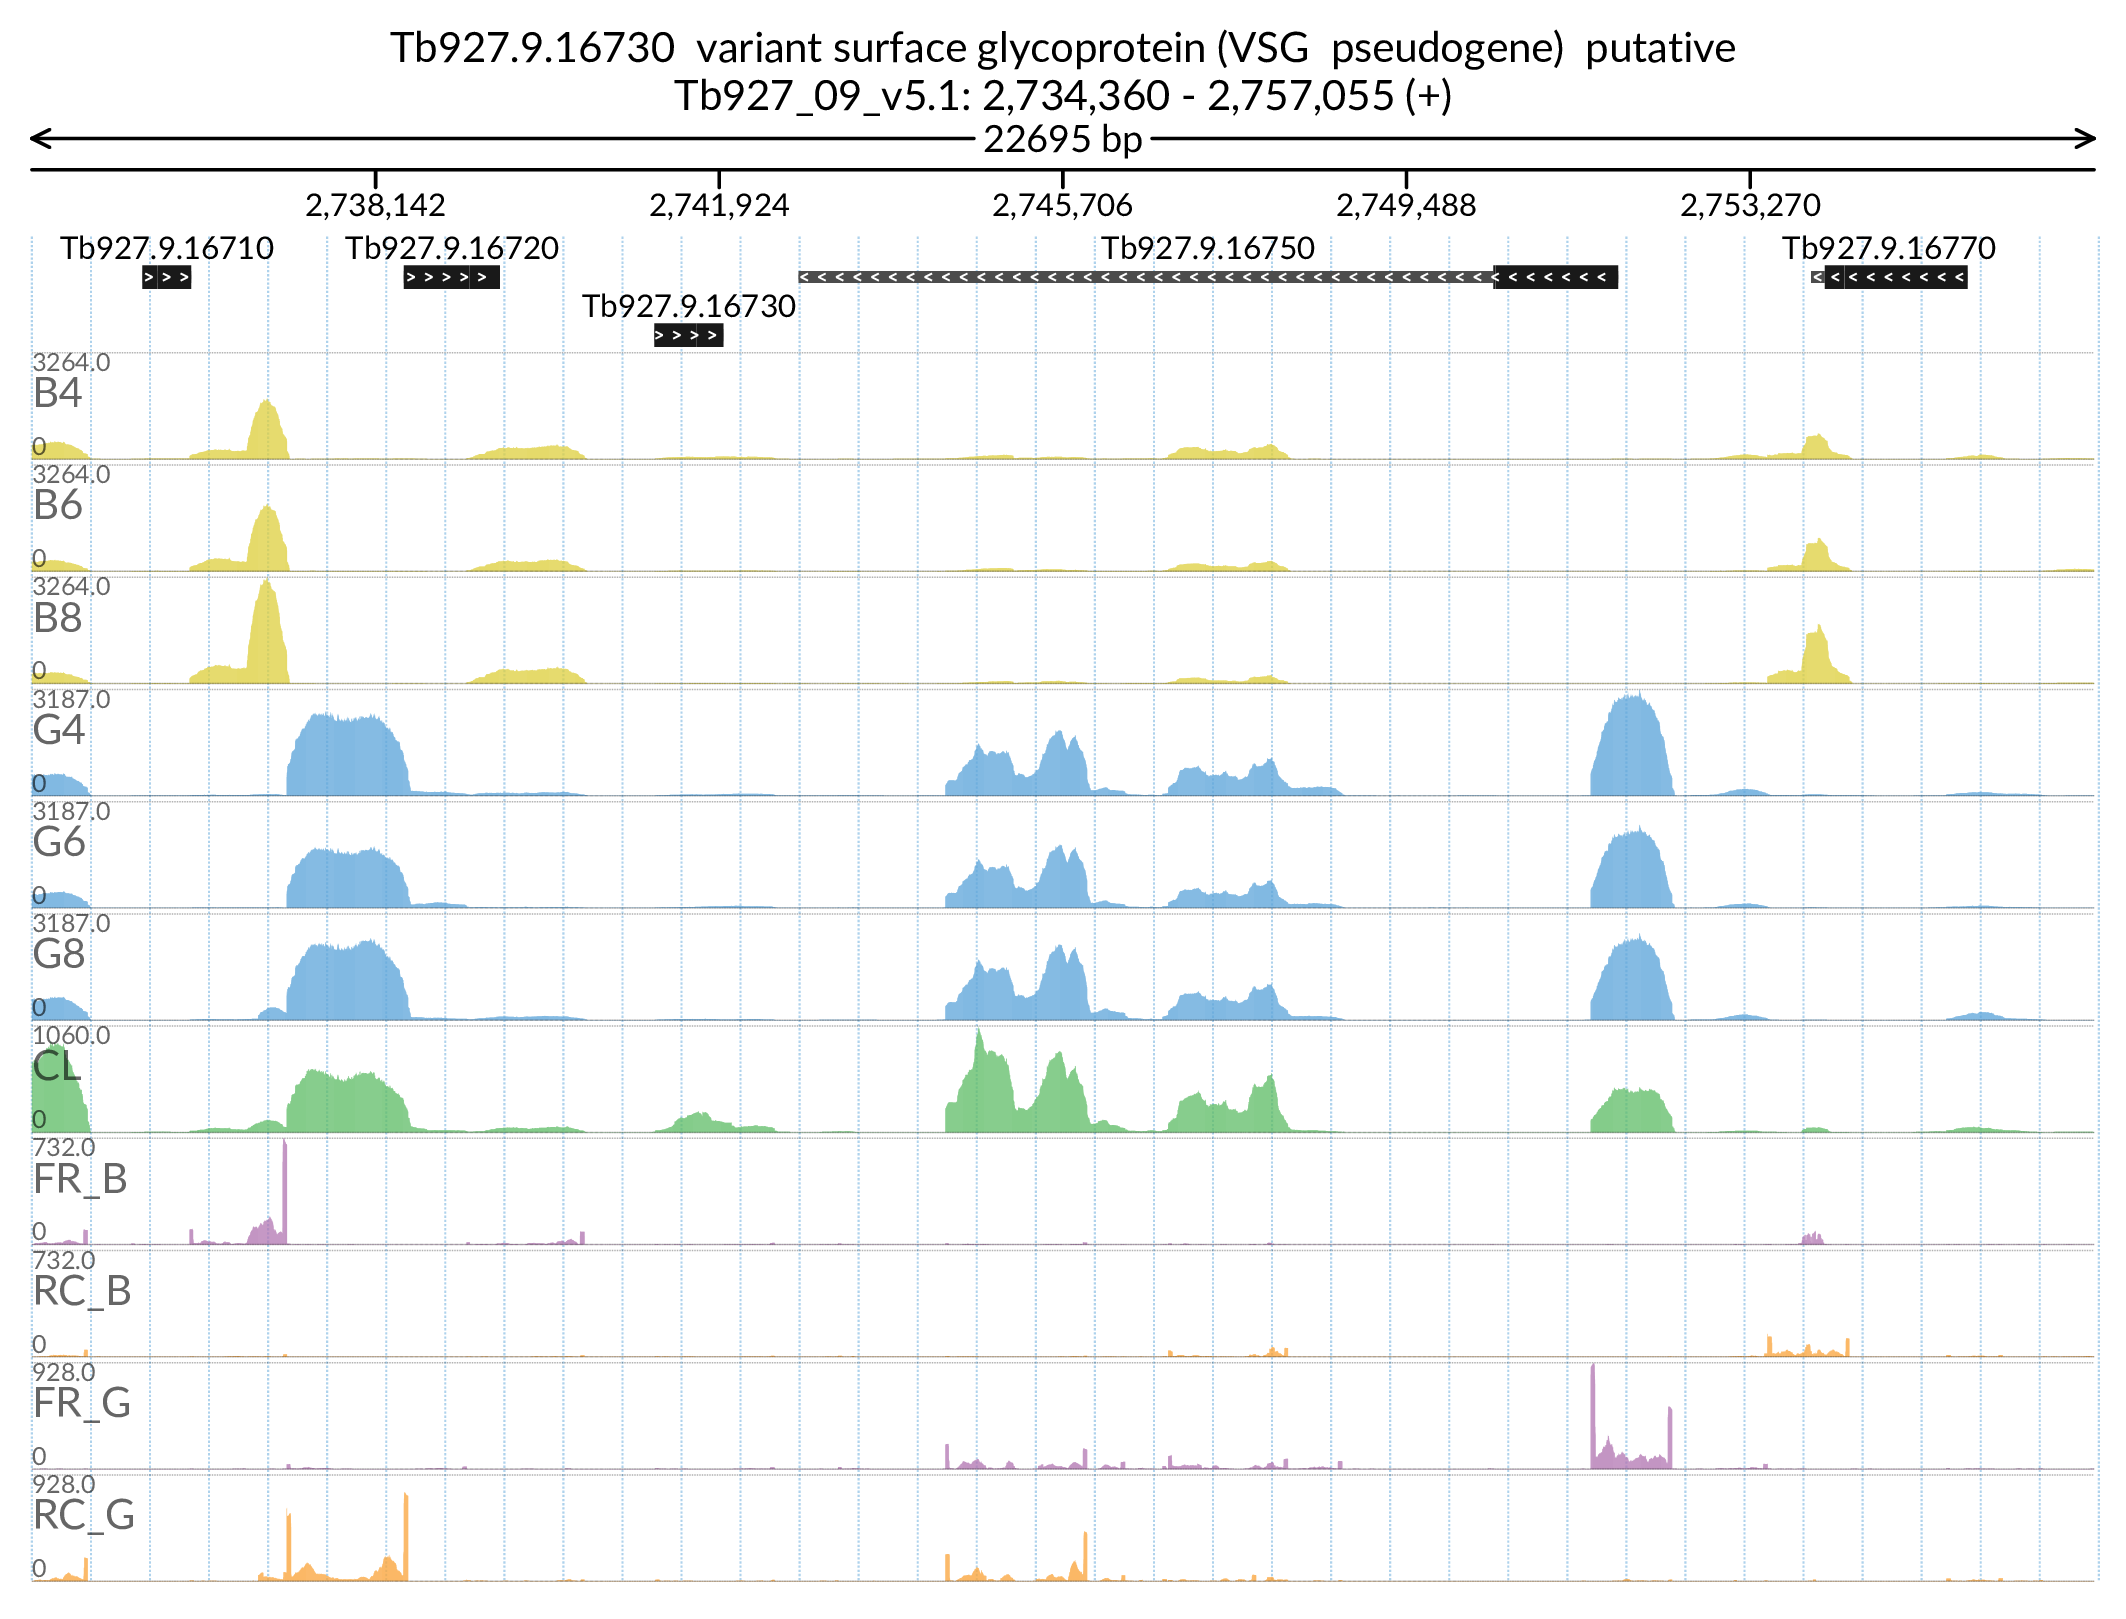 Tb927.9.16730 variant surface glycoprotein (VSG pseudogene) putative
Tb927_09_v5.1: 2,734,360 - 2,757,055 (+)
22695 bp
2,738,142 2,741,924 2,745,706 2,749,488 2,753,270
Tb927.9.16710 Tb927.9.16720 Tb927.9.16750 Tb927.9.16770
Tb927.9.16730
3264.0
B4
0
3264.0
B6
0
3264.0
B8
0
3187.0
G4
0
3187.0
G6
0
3187.0
G8
0
1060.0
CL
0
732.0
FR_B
0
732.0
RC_B
0
928.0
FR_G
0
928.0
RC_G
0